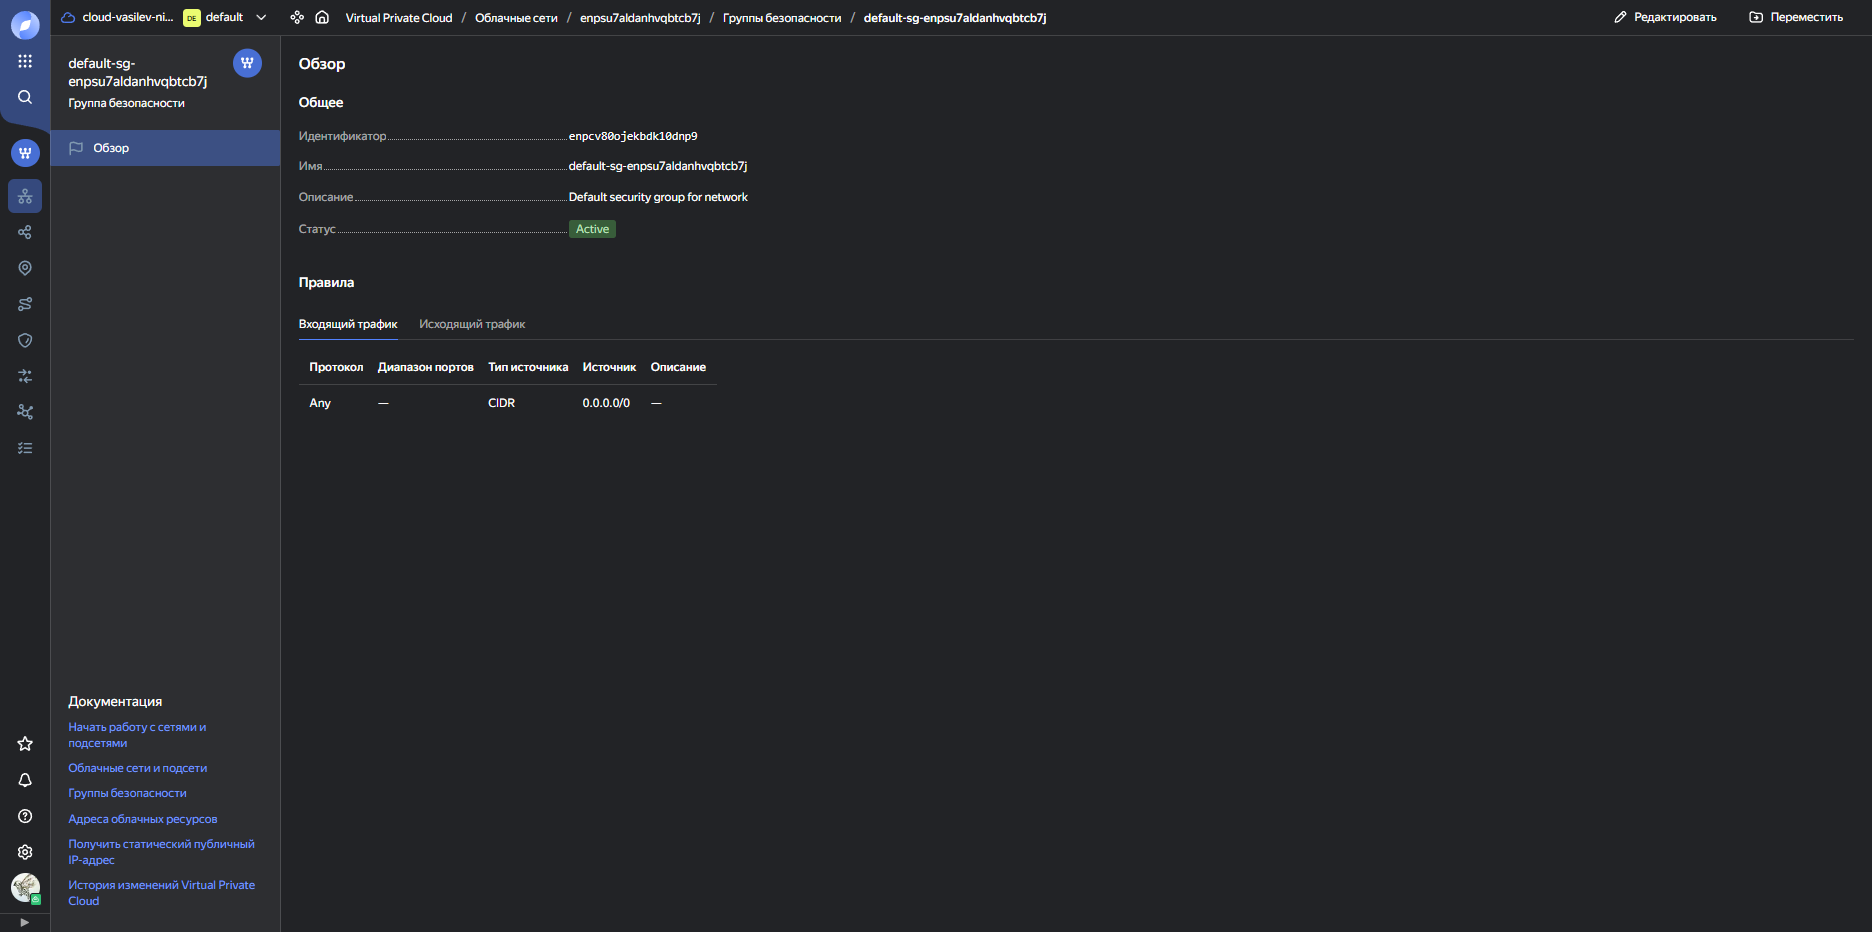 cloud-vasilev-ni... DE default
Virtual Private Cloud / Облачные сети / enpsu7aldanhvqbtcb7j / Группы безопасности / default-sg-enpsu7aldanhvqbtcb7j
Редактировать
Переместить
default-sg-
enpsu7aldanhvqbtcb7j
Группа безопасности
Обзор
Документация
Начать работу с сетями и
подсетями
Облачные сети и подсети
Группы безопасности
Адреса облачных ресурсов
Получить статический публичный
IP-адрес
История изменений Virtual Private
Cloud
Обзор
Общее
Идентификатор enpcv80ojekbdk10dnp9
Имя default-sg-enpsu7aldanhvqbtcb7j
Описание Default security group for network
Статус Active
Правила
Входящий трафик Исходящий трафик
Протокол Диапазон портов Тип источника Источник Описание
Any — CIDR 0.0.0.0/0 —